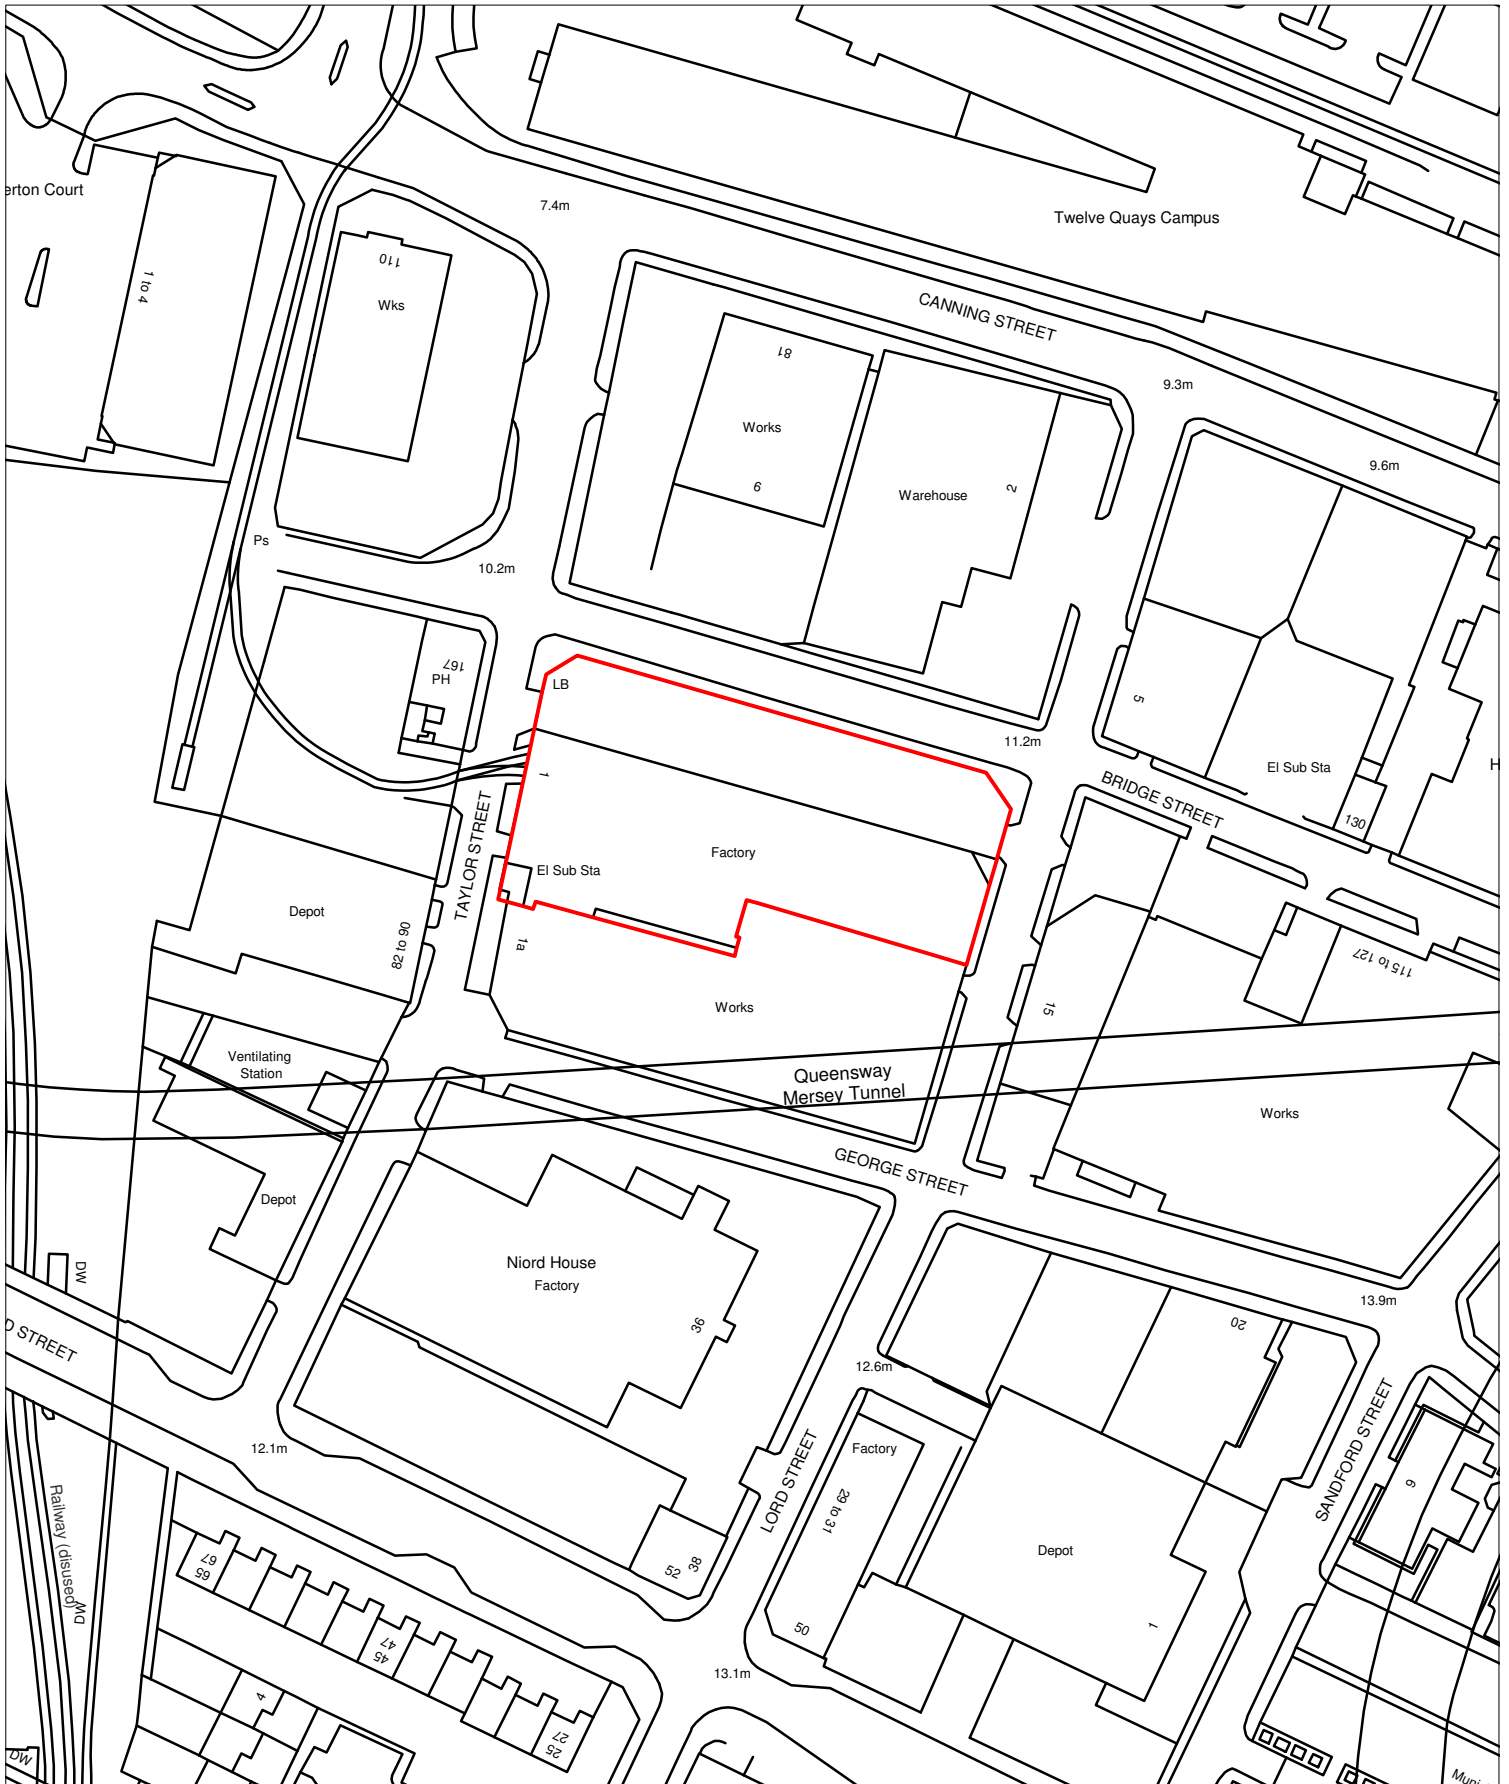 erton Court
7.4m
Twelve Quays Campus
1 to 4
110
Wks
CANNING STREET
81
9.3m
Works
9.6m
9
Warehouse
2
Ps
10.2m
167
PH
LB
5
11.2m
El Sub Sta
H
BRIDGE STREET
1
130
TAYLOR STREET
Factory
El Sub Sta
Depot
82 to 90
1a
115 to 127
Works
15
Ventilating
Station
Queensway
Mersey Tunnel
Works
GEORGE STREET
Depot
Niord House
Factory
DW
13.9m
D STREET
36
20
12.6m
SANDFORD STREET
12.1m
Factory
LORD STREET
9
29 to 31
Railway (disused)
Depot
67
65
52
38
DW
47
45
50
1
13.1m
4
27
25
DW